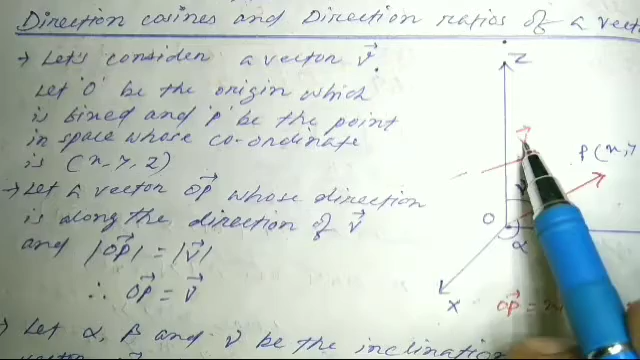 Direction cosines and Direction ratios of a vecto
→ Let's consider a vector v⃗.
Let 'O' be the origin which
is fixed and 'P' be the point
in space whose co-ordinate
is (x, y, z)
→ Let a vector OP⃗ whose direction
is along the direction of v⃗
and |OP⃗| = |v⃗|
∴ OP⃗ = v⃗
→ Let α, β and γ be the inclination
Z
P(x, y
O
α
X
OP⃗ =